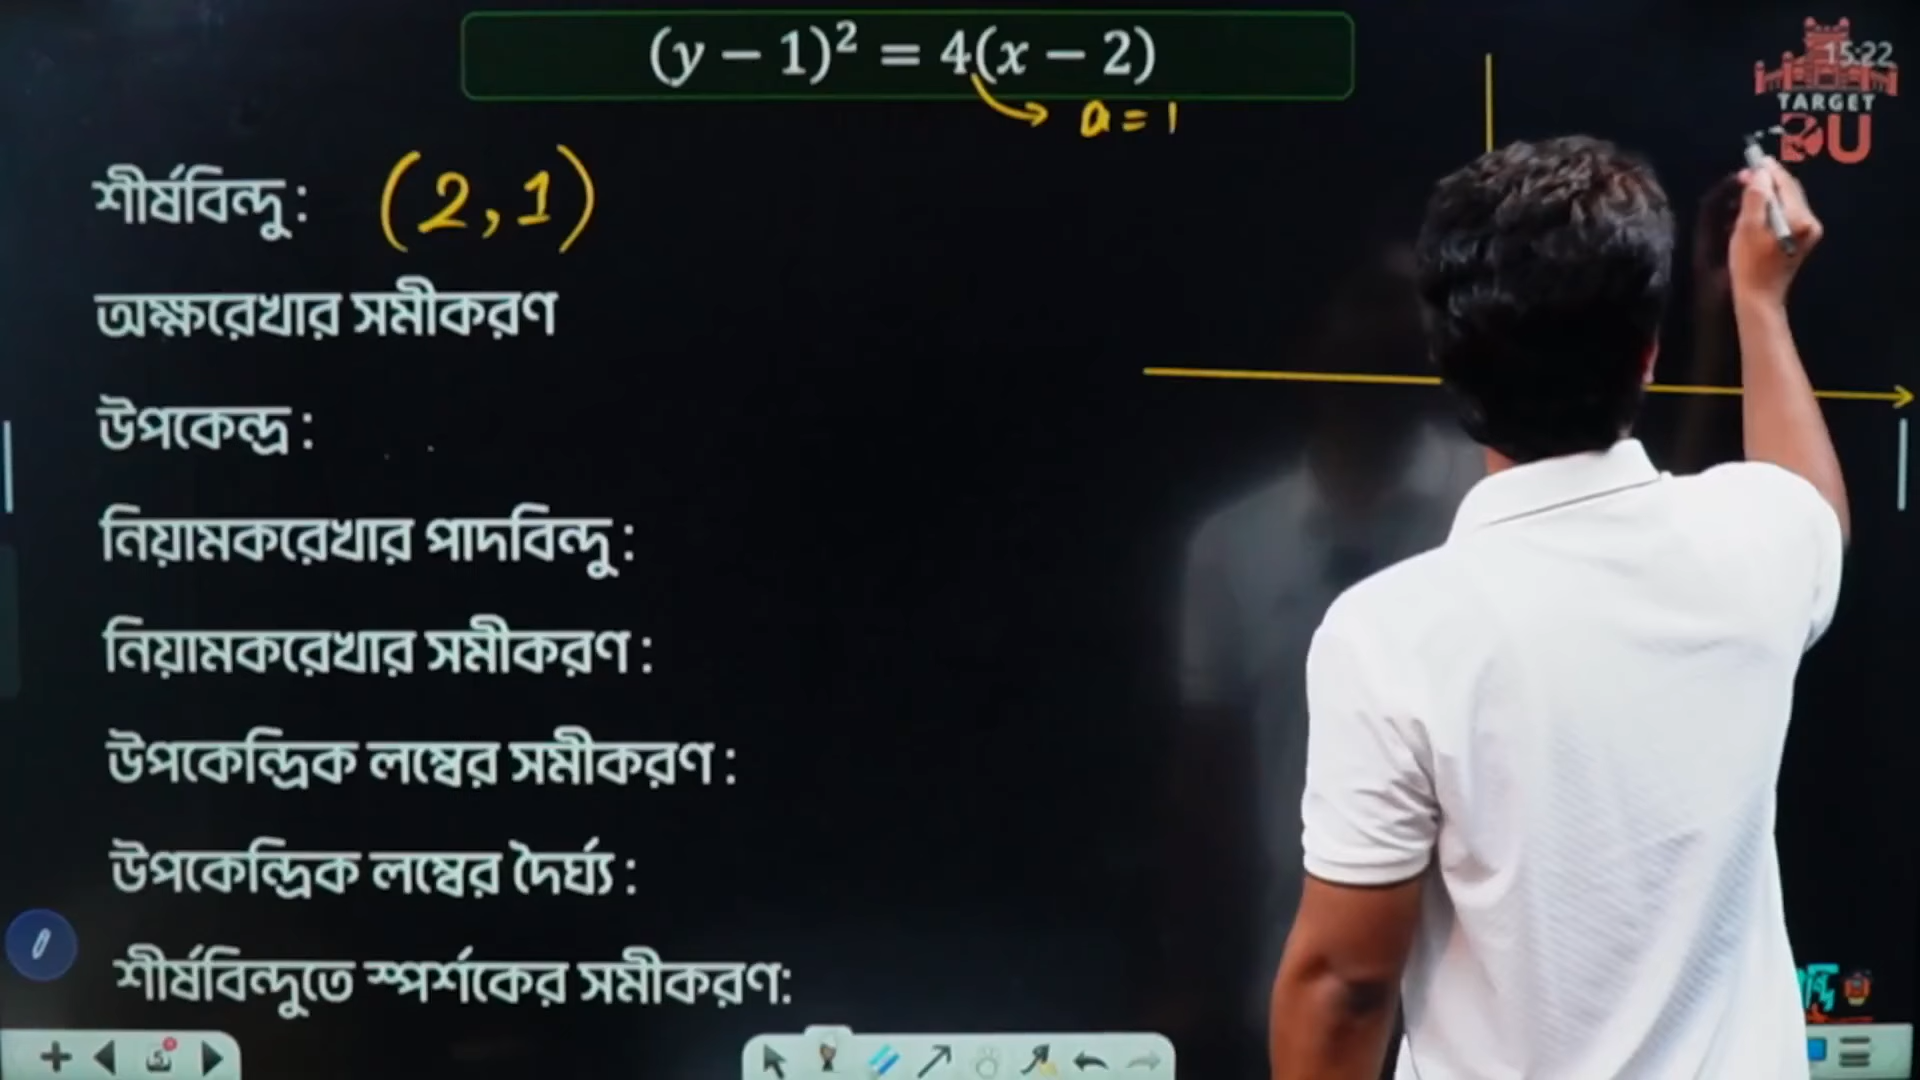 (y − 1)² = 4(x − 2)
a = 1
15:22
TARGET
DU
শীর্ষবিন্দু : (2, 1)
অক্ষরেখার সমীকরণ
উপকেন্দ্র :
নিয়ামকরেখার পাদবিন্দু :
নিয়ামকরেখার সমীকরণ :
উপকেন্দ্রিক লম্বের সমীকরণ :
উপকেন্দ্রিক লম্বের দৈর্ঘ্য :
শীর্ষবিন্দুতে স্পর্শকের সমীকরণ: